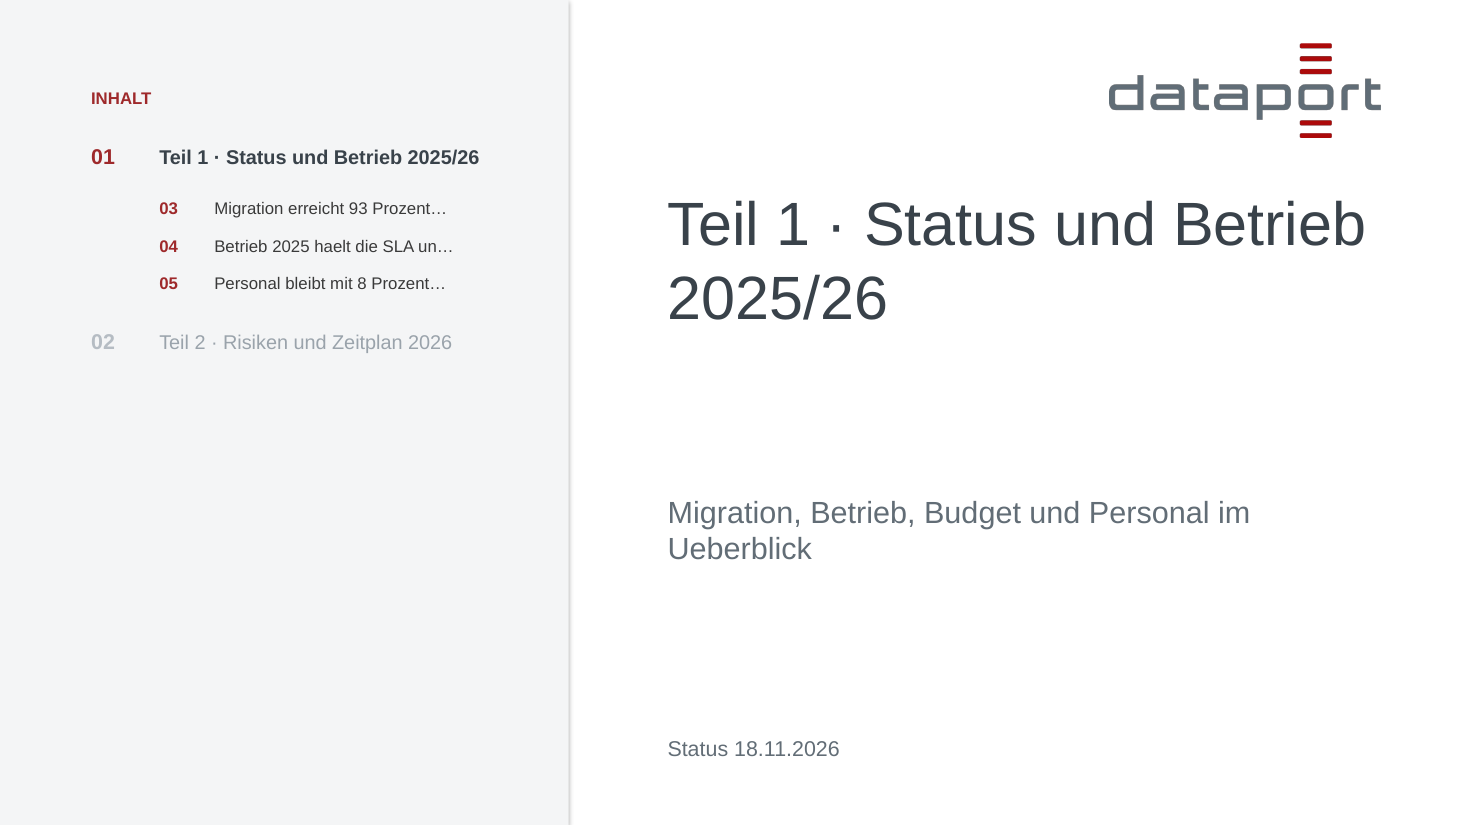 INHALT
01 Teil 1 · Status und Betrieb 2025/26
03 Migration erreicht 93 Prozent…
04 Betrieb 2025 haelt die SLA un…
05 Personal bleibt mit 8 Prozent…
02 Teil 2 · Risiken und Zeitplan 2026
dataport
Teil 1 · Status und Betrieb
2025/26
Migration, Betrieb, Budget und Personal im
Ueberblick
Status 18.11.2026